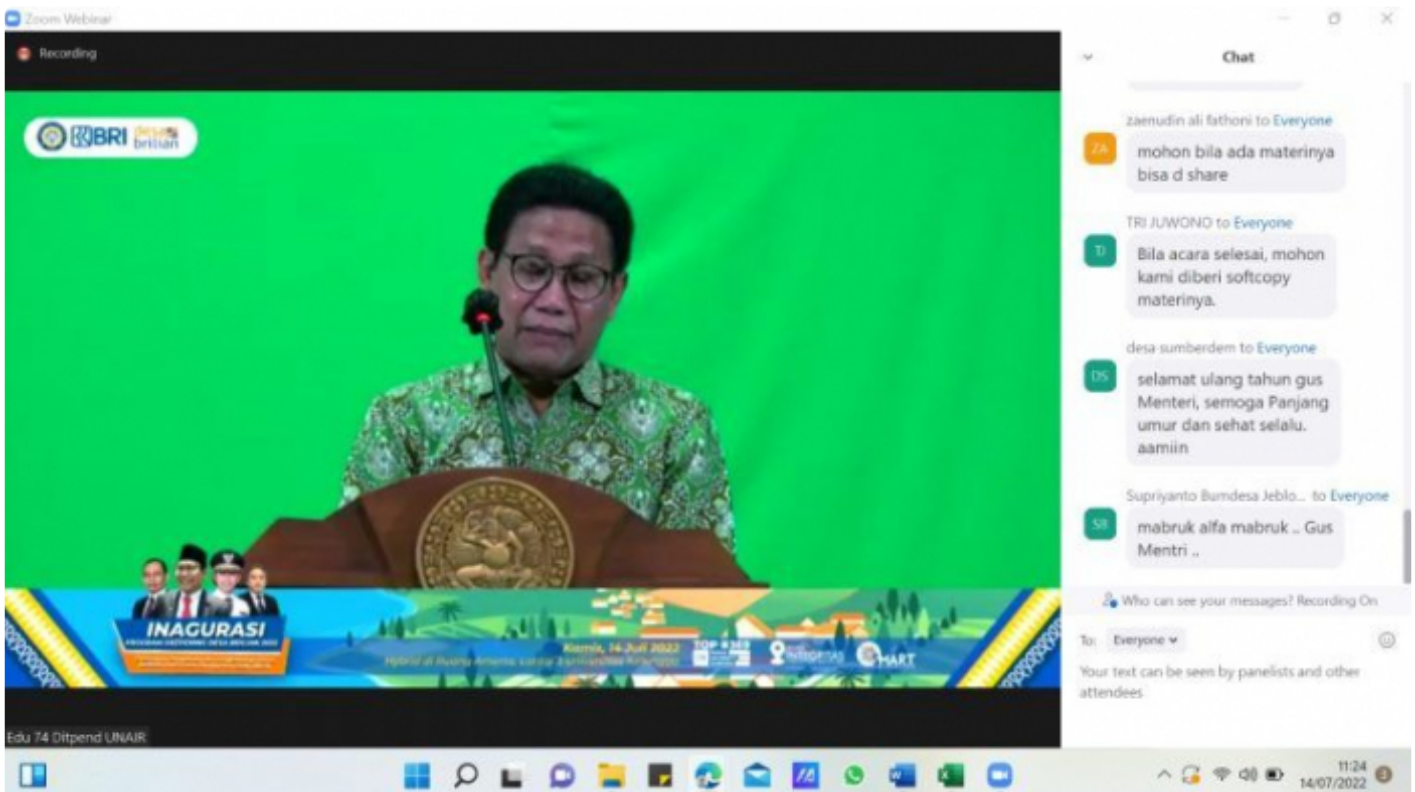 Zoom Webinar
Recording
BRI desa brilian
INAGURASI
Kamis, 14 Juli 2022
TOP #303
INTEGRITAS
SMART
Edu 74 Ditpend UNAIR
Chat
zaenudin ali fathoni to Everyone
ZA
mohon bila ada materinya
bisa d share
TRI JUWONO to Everyone
TJ
Bila acara selesai, mohon
kami diberi softcopy
materinya.
desa sumberdem to Everyone
DS
selamat ulang tahun gus
Menteri, semoga Panjang
umur dan sehat selalu.
aamiin
Supriyanto Bumdesa Jeblo... to Everyone
SB
mabruk alfa mabruk .. Gus
Mentri ..
Who can see your messages? Recording On
To: Everyone
Your text can be seen by panelists and other
attendees
11:24
14/07/2022
3